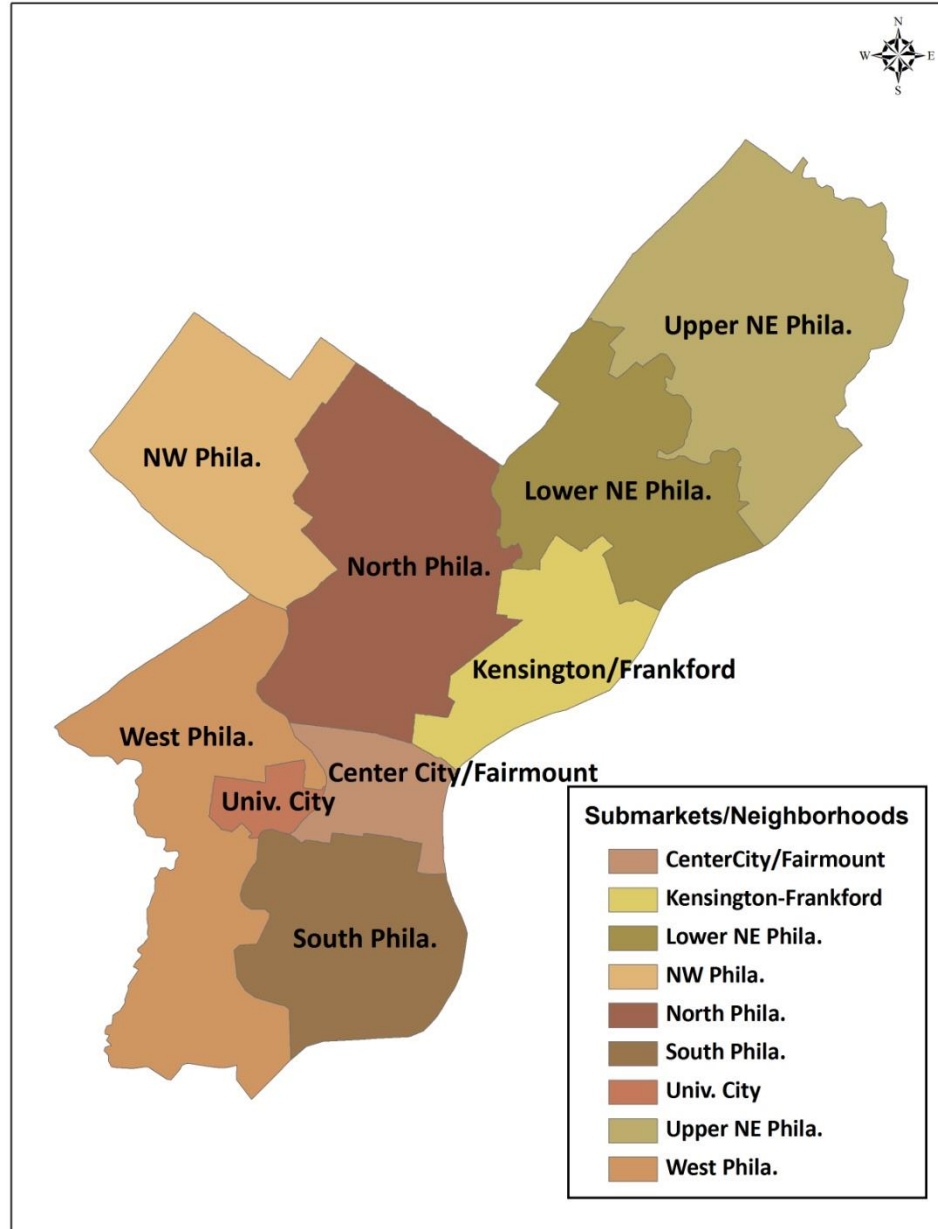 N
W E
S
Upper NE Phila.
NW Phila.
Lower NE Phila.
North Phila.
Kensington/Frankford
West Phila.
Center City/Fairmount
Univ. City
South Phila.
Submarkets/Neighborhoods
CenterCity/Fairmount
Kensington-Frankford
Lower NE Phila.
NW Phila.
North Phila.
South Phila.
Univ. City
Upper NE Phila.
West Phila.